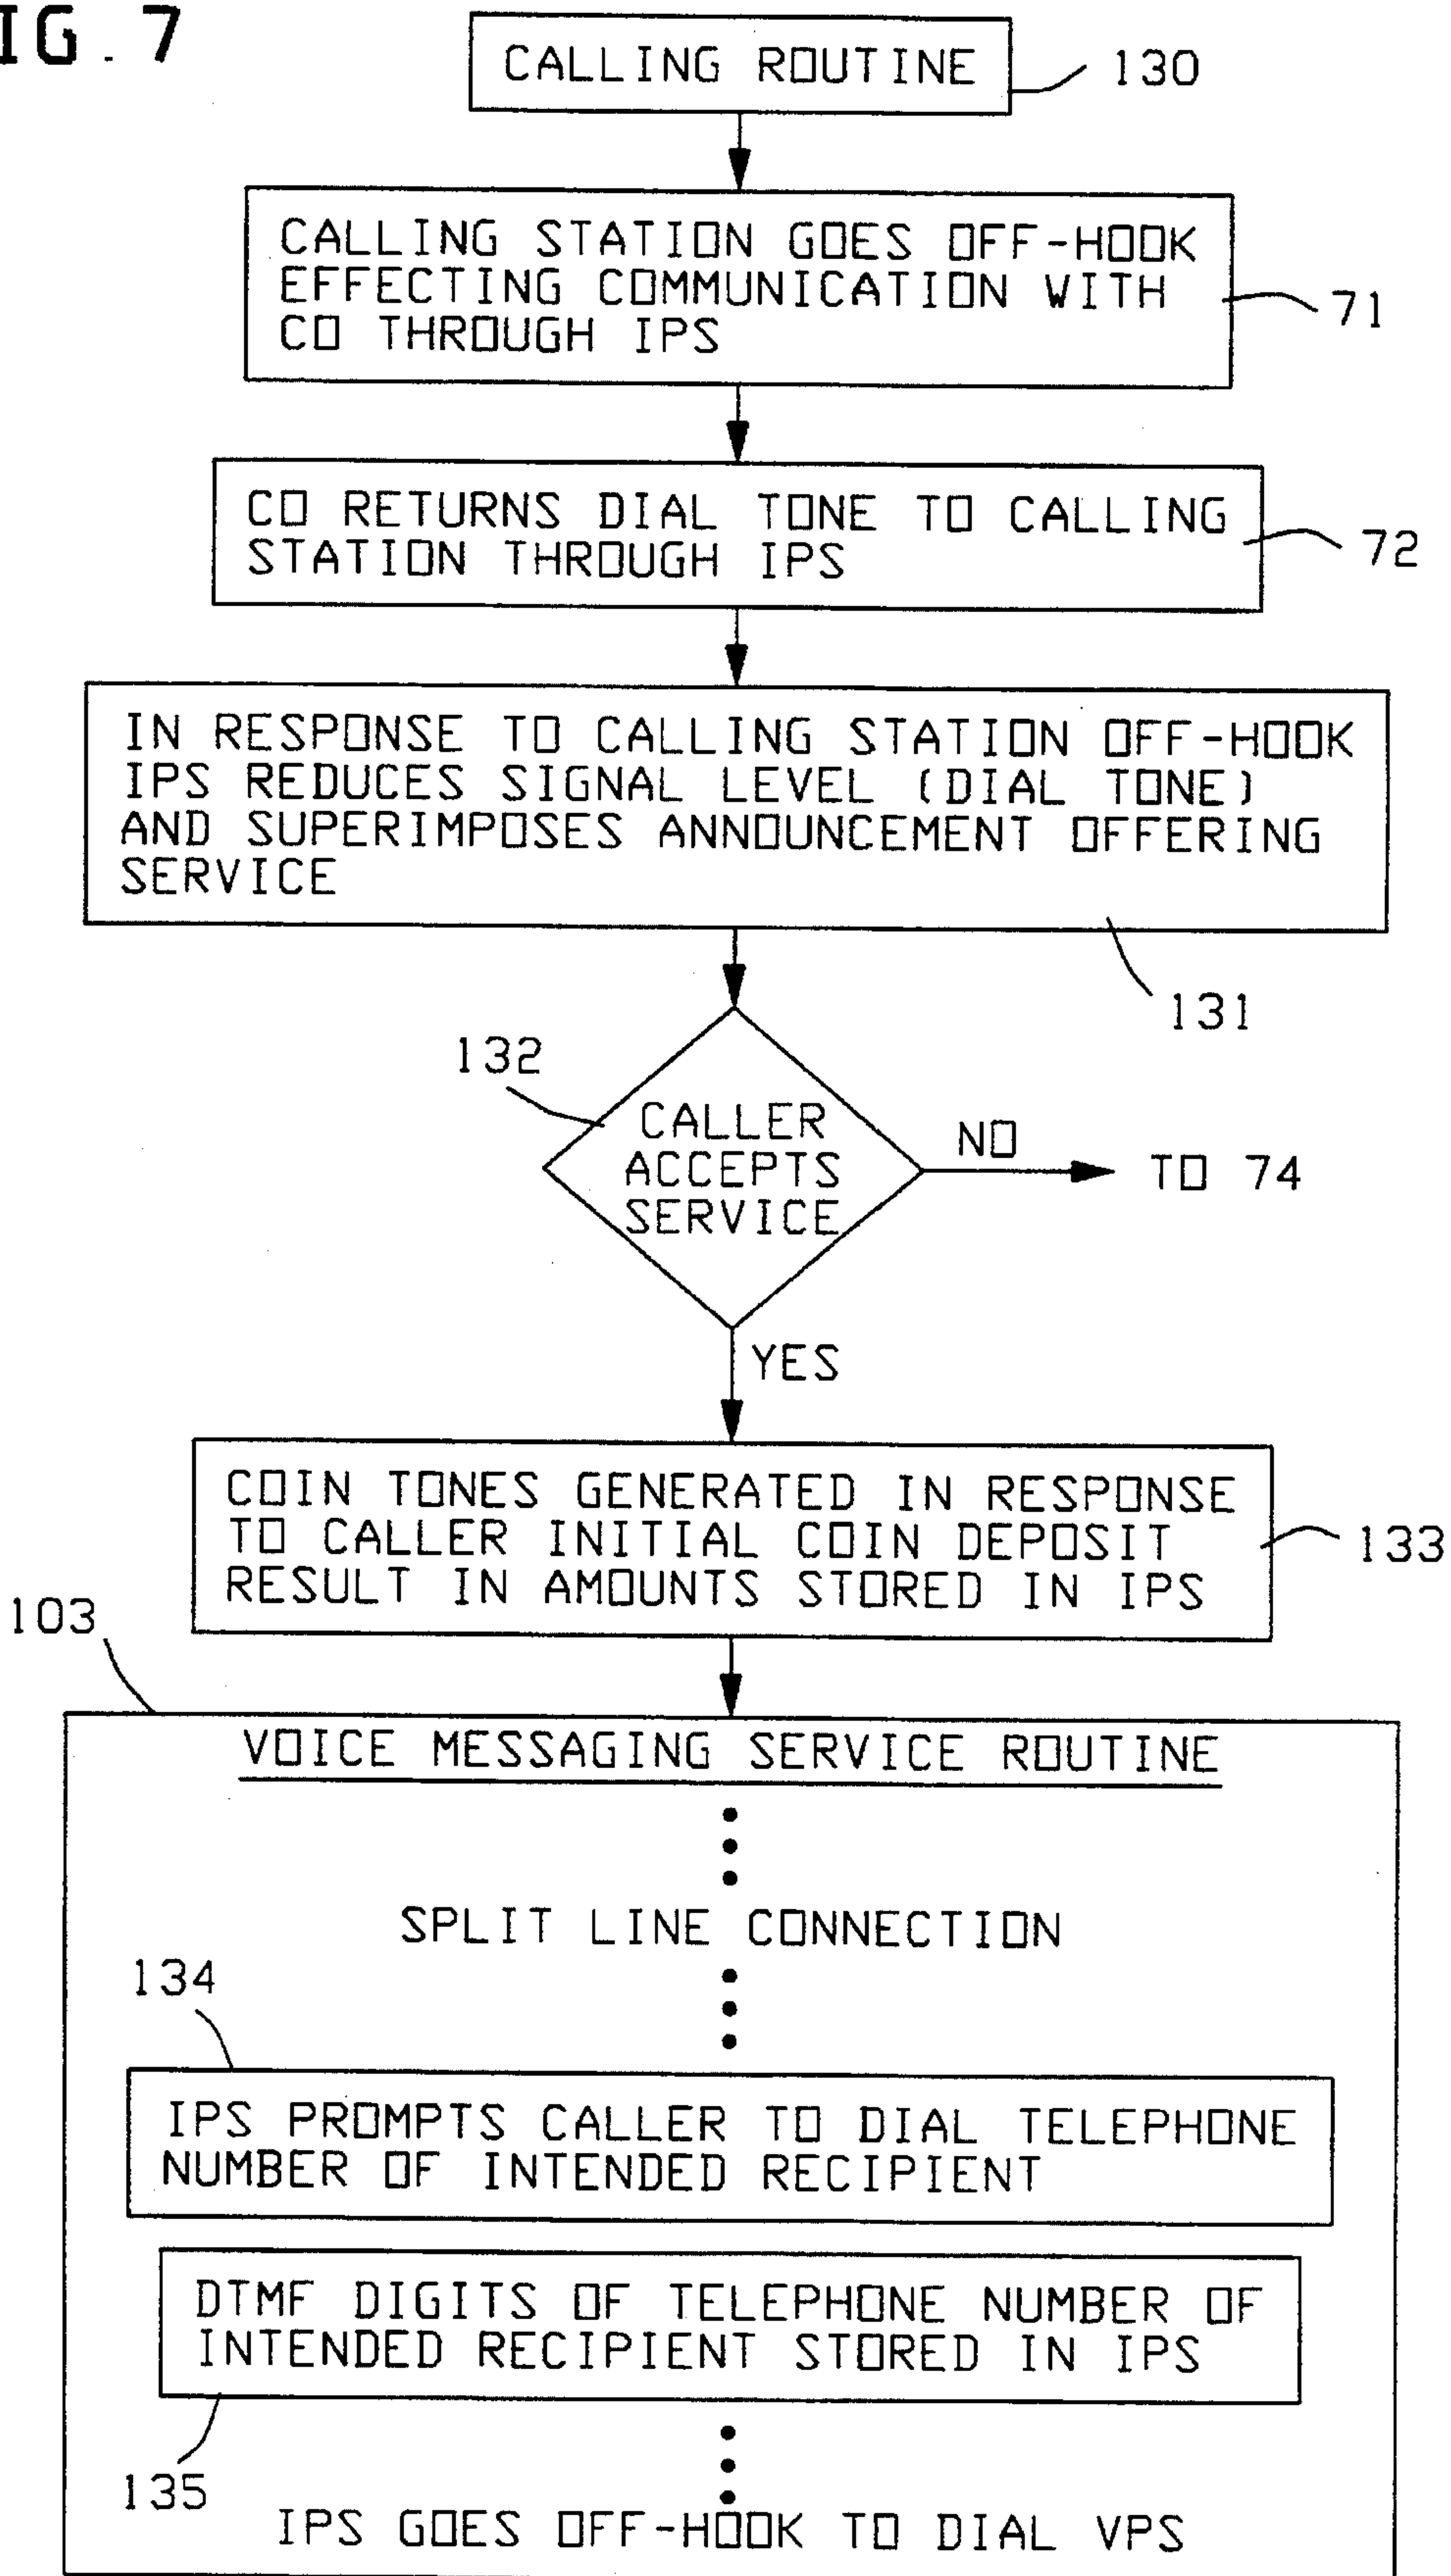 IG. 7
CALLING ROUTINE
130
CALLING STATION GOES OFF-HOOK
EFFECTING COMMUNICATION WITH
CO THROUGH IPS
71
CO RETURNS DIAL TONE TO CALLING
STATION THROUGH IPS
72
IN RESPONSE TO CALLING STATION OFF-HOOK
IPS REDUCES SIGNAL LEVEL (DIAL TONE)
AND SUPERIMPOSES ANNOUNCEMENT OFFERING
SERVICE
131
132
CALLER
ACCEPTS
SERVICE
NO
TO 74
YES
COIN TONES GENERATED IN RESPONSE
TO CALLER INITIAL COIN DEPOSIT
RESULT IN AMOUNTS STORED IN IPS
133
103
VOICE MESSAGING SERVICE ROUTINE
SPLIT LINE CONNECTION
134
IPS PROMPTS CALLER TO DIAL TELEPHONE
NUMBER OF INTENDED RECIPIENT
DTMF DIGITS OF TELEPHONE NUMBER OF
INTENDED RECIPIENT STORED IN IPS
135
IPS GOES OFF-HOOK TO DIAL VPS